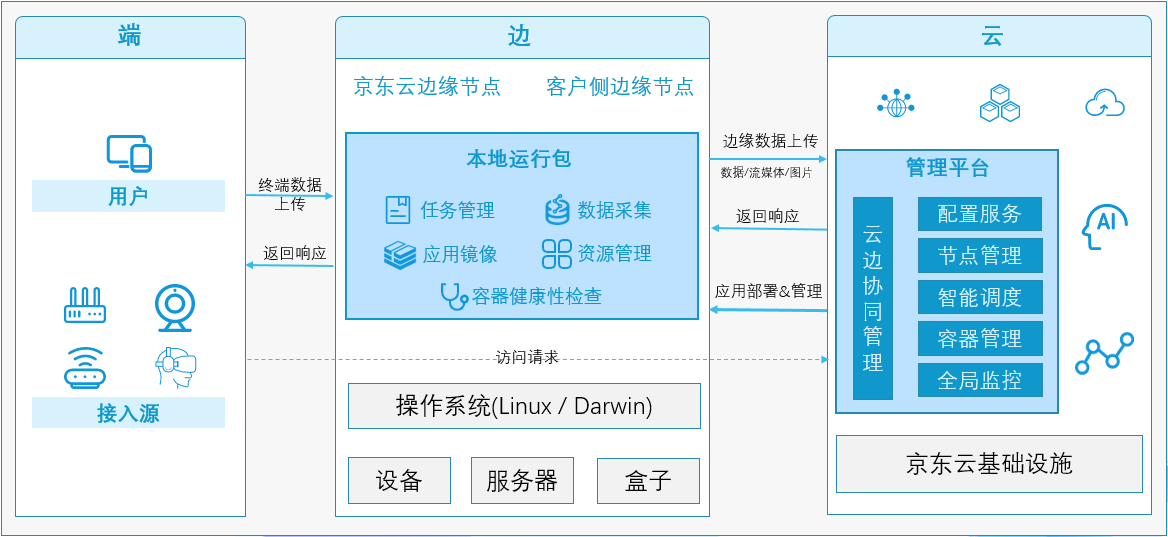 端
用户
接入源
终端数据
上传
返回响应
边
京东云边缘节点
客户侧边缘节点
本地运行包
任务管理
数据采集
应用镜像
资源管理
容器健康性检查
访问请求
操作系统(Linux / Darwin)
设备
服务器
盒子
边缘数据上传
数据/流媒体/图片
返回响应
应用部署&管理
云
管理平台
云边协同管理
配置服务
节点管理
智能调度
容器管理
全局监控
AI
京东云基础设施